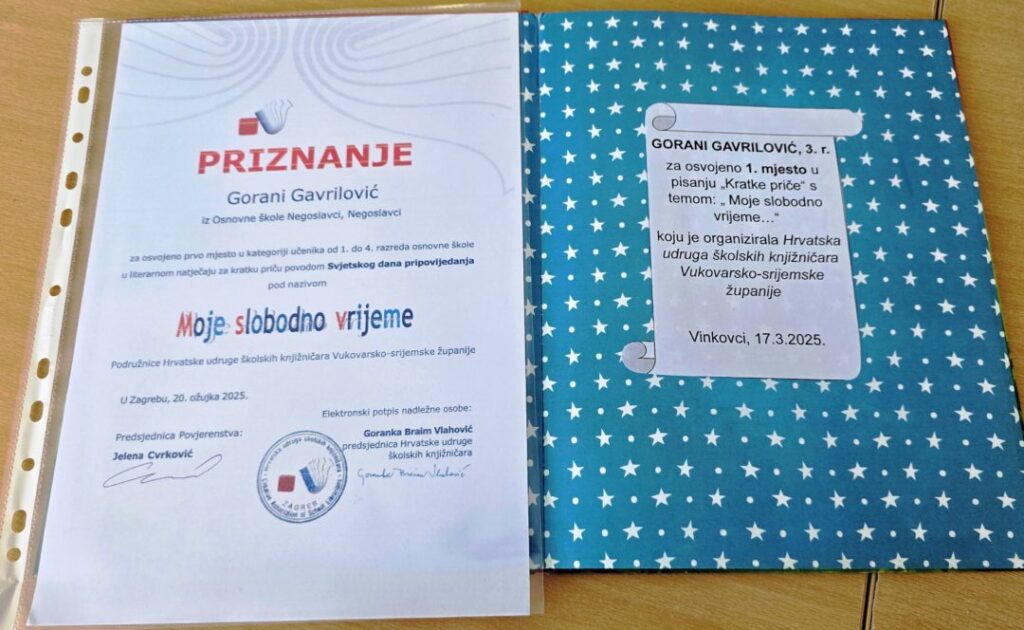 PRIZNANJE
Gorani Gavrilović
iz Osnovne škole Negoslavci, Negoslavci
za osvojeno prvo mjesto u kategoriji učenika od 1. do 4. razreda osnovne škole
u literarnom natječaju za kratku priču povodom Svjetskog dana pripovijedanja
pod nazivom
Moje slobodno vrijeme
Podružnice Hrvatske udruge školskih knjižničara Vukovarsko-srijemske županije
U Zagrebu, 20. ožujka 2025.
Predsjednica Povjerenstva:
Jelena Cvrković
Elektronski potpis nadležne osobe:
Goranka Braim Vlahović
predsjednica Hrvatske udruge
školskih knjižničara
Goranka Braim Vlahović
ZAGREB
GORANI GAVRILOVIĆ, 3. r.
za osvojeno 1. mjesto u
pisanju „Kratke priče“ s
temom: „ Moje slobodno
vrijeme…“
koju je organizirala Hrvatska
udruga školskih knjižničara
Vukovarsko-srijemske
županije
Vinkovci, 17.3.2025.